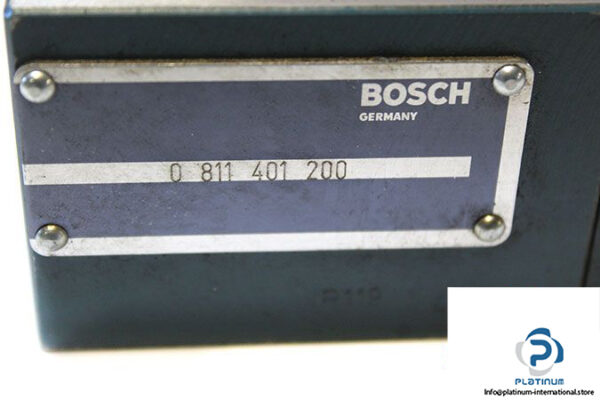 BOSCH
GERMANY
0 811 401 200
PLATINUM
info@platinum-international.store